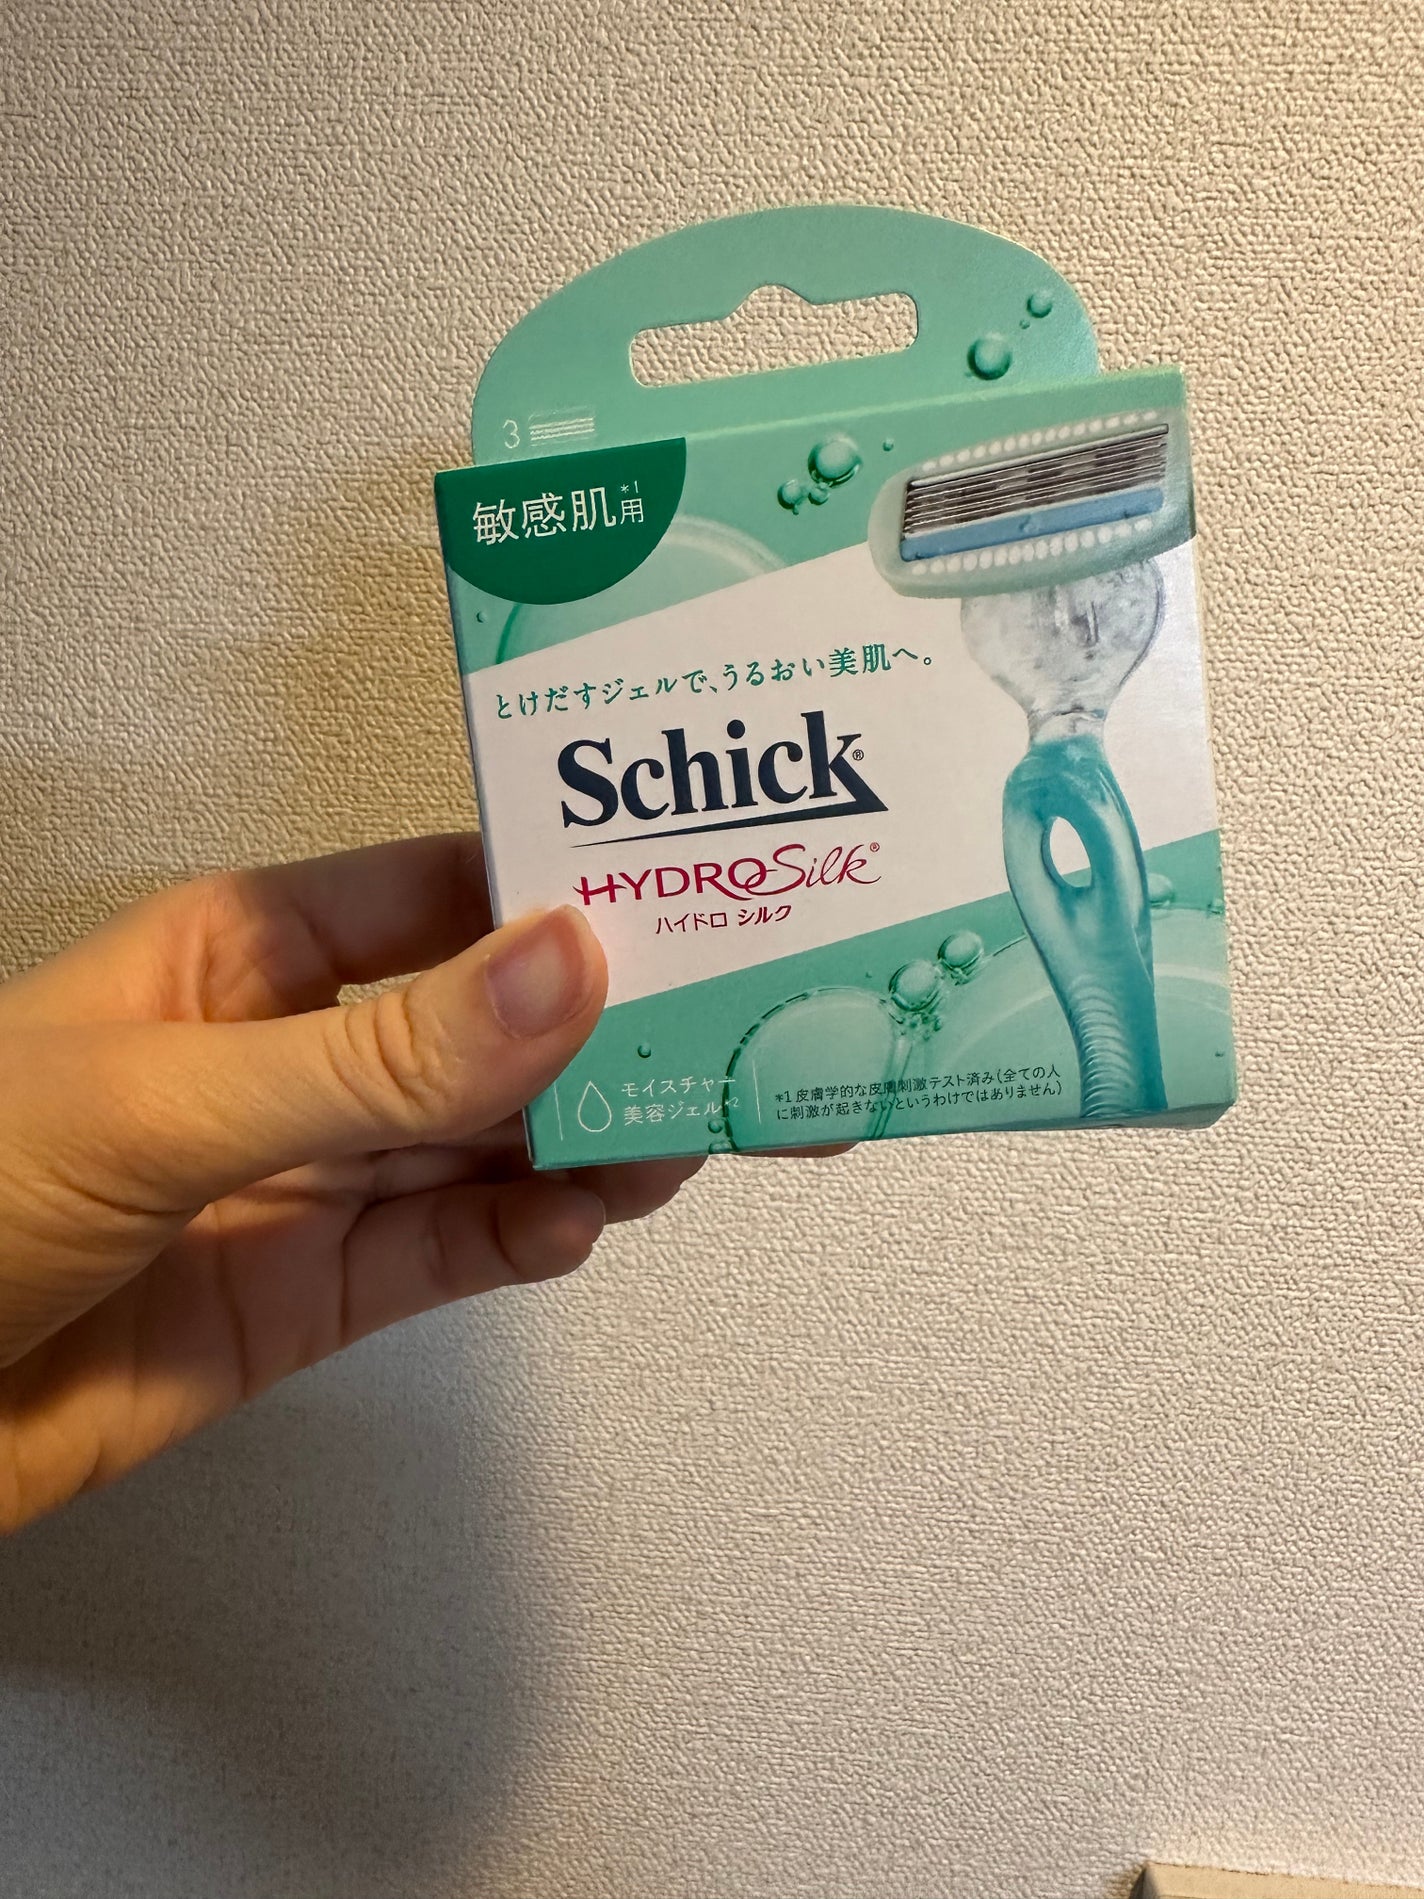 3
敏感肌*1用
とけだすジェルで、うるおい美肌へ。
Schick®
HYDRO Silk®
ハイドロ シルク
モイスチャー
美容ジェル*2
*1 皮膚学的な皮膚刺激テスト済み(全ての人
に刺激が起きないというわけではありません)